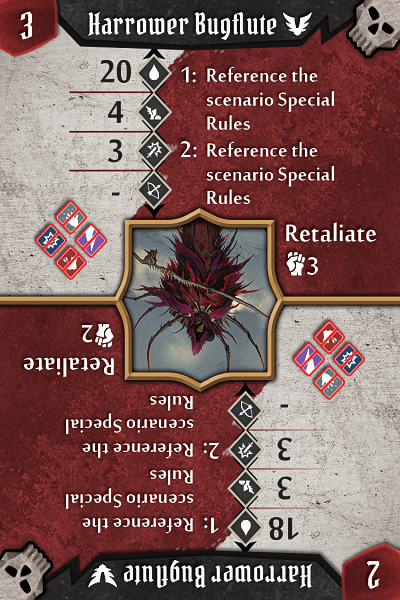 3
Harrower Bugflute
20
4
3
-
1: Reference the
scenario Special
Rules
2: Reference the
scenario Special
Rules
Retaliate
3
2
Harrower Bugflute
18
3
3
-
1: Reference the
scenario Special
Rules
2: Reference the
scenario Special
Rules
Retaliate
2